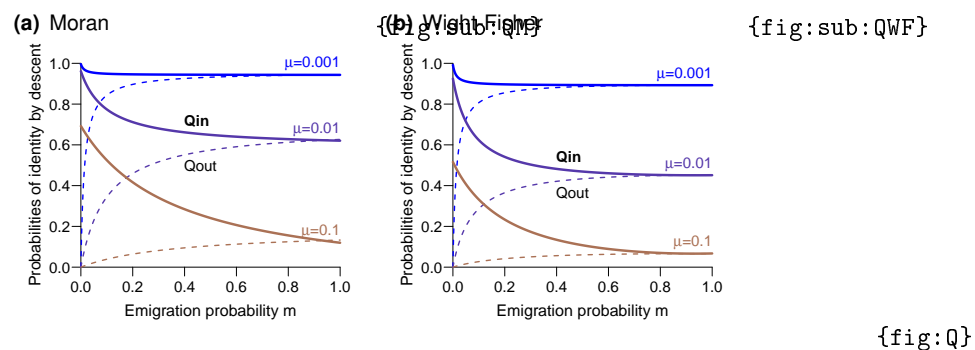 (a) Moran
{fig:sub:QM}
(b) Wight-Fisher
{fig:sub:QWF}
Probabilities of identity by descent
1.0
0.8
0.6
0.4
0.2
0.0
μ=0.001
Qin
μ=0.01
Qout
μ=0.1
0.0 0.2 0.4 0.6 0.8 1.0
Emigration probability m
Probabilities of identity by descent
1.0
0.8
0.6
0.4
0.2
0.0
μ=0.001
Qin
μ=0.01
Qout
μ=0.1
0.0 0.2 0.4 0.6 0.8 1.0
Emigration probability m
{fig:Q}